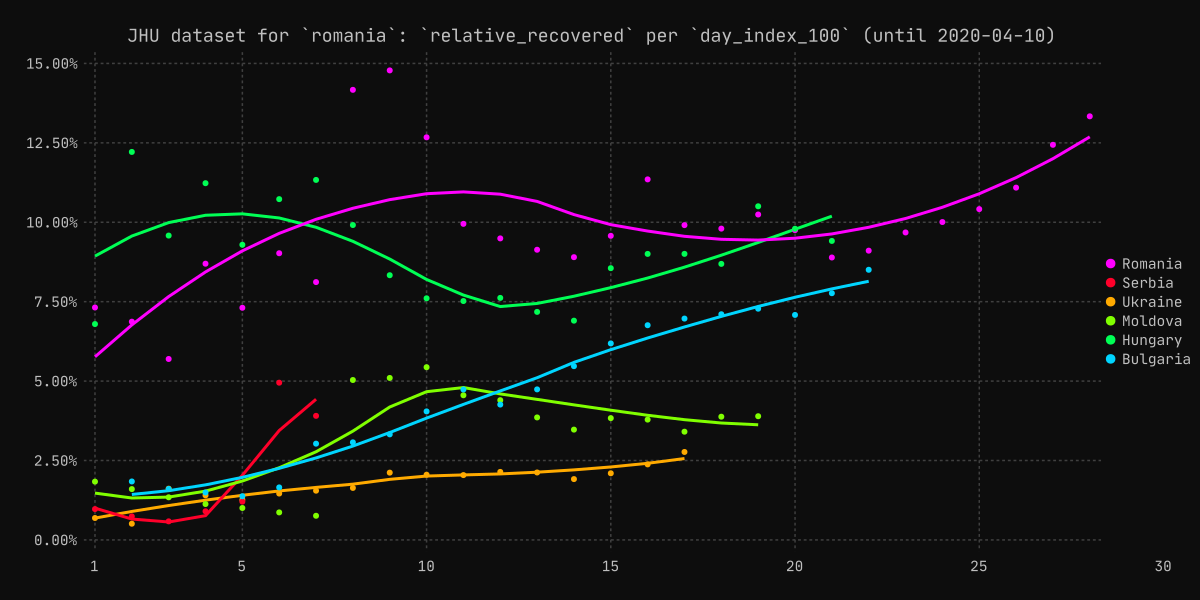 JHU dataset for `romania`: `relative_recovered` per `day_index_100` (until 2020-04-10)
15.00%
12.50%
10.00%
7.50%
5.00%
2.50%
0.00%
1 5 10 15 20 25 30
Romania
Serbia
Ukraine
Moldova
Hungary
Bulgaria